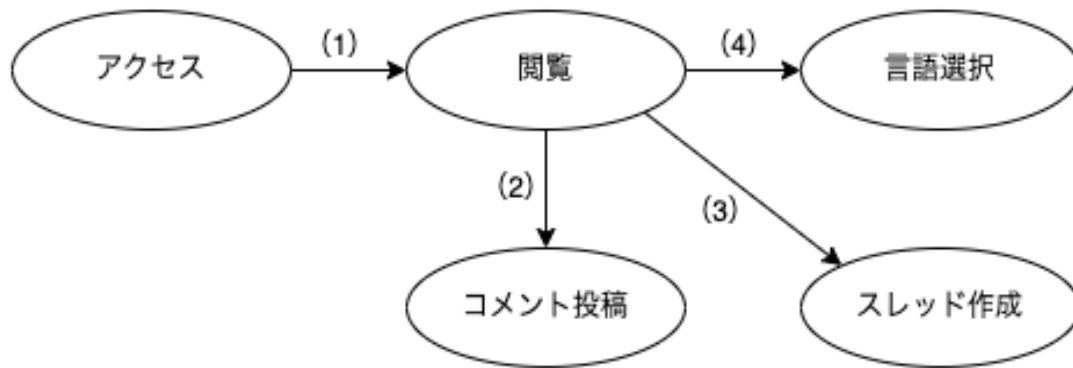 アクセス
(1)
閲覧
(4)
言語選択
(2)
(3)
コメント投稿
スレッド作成